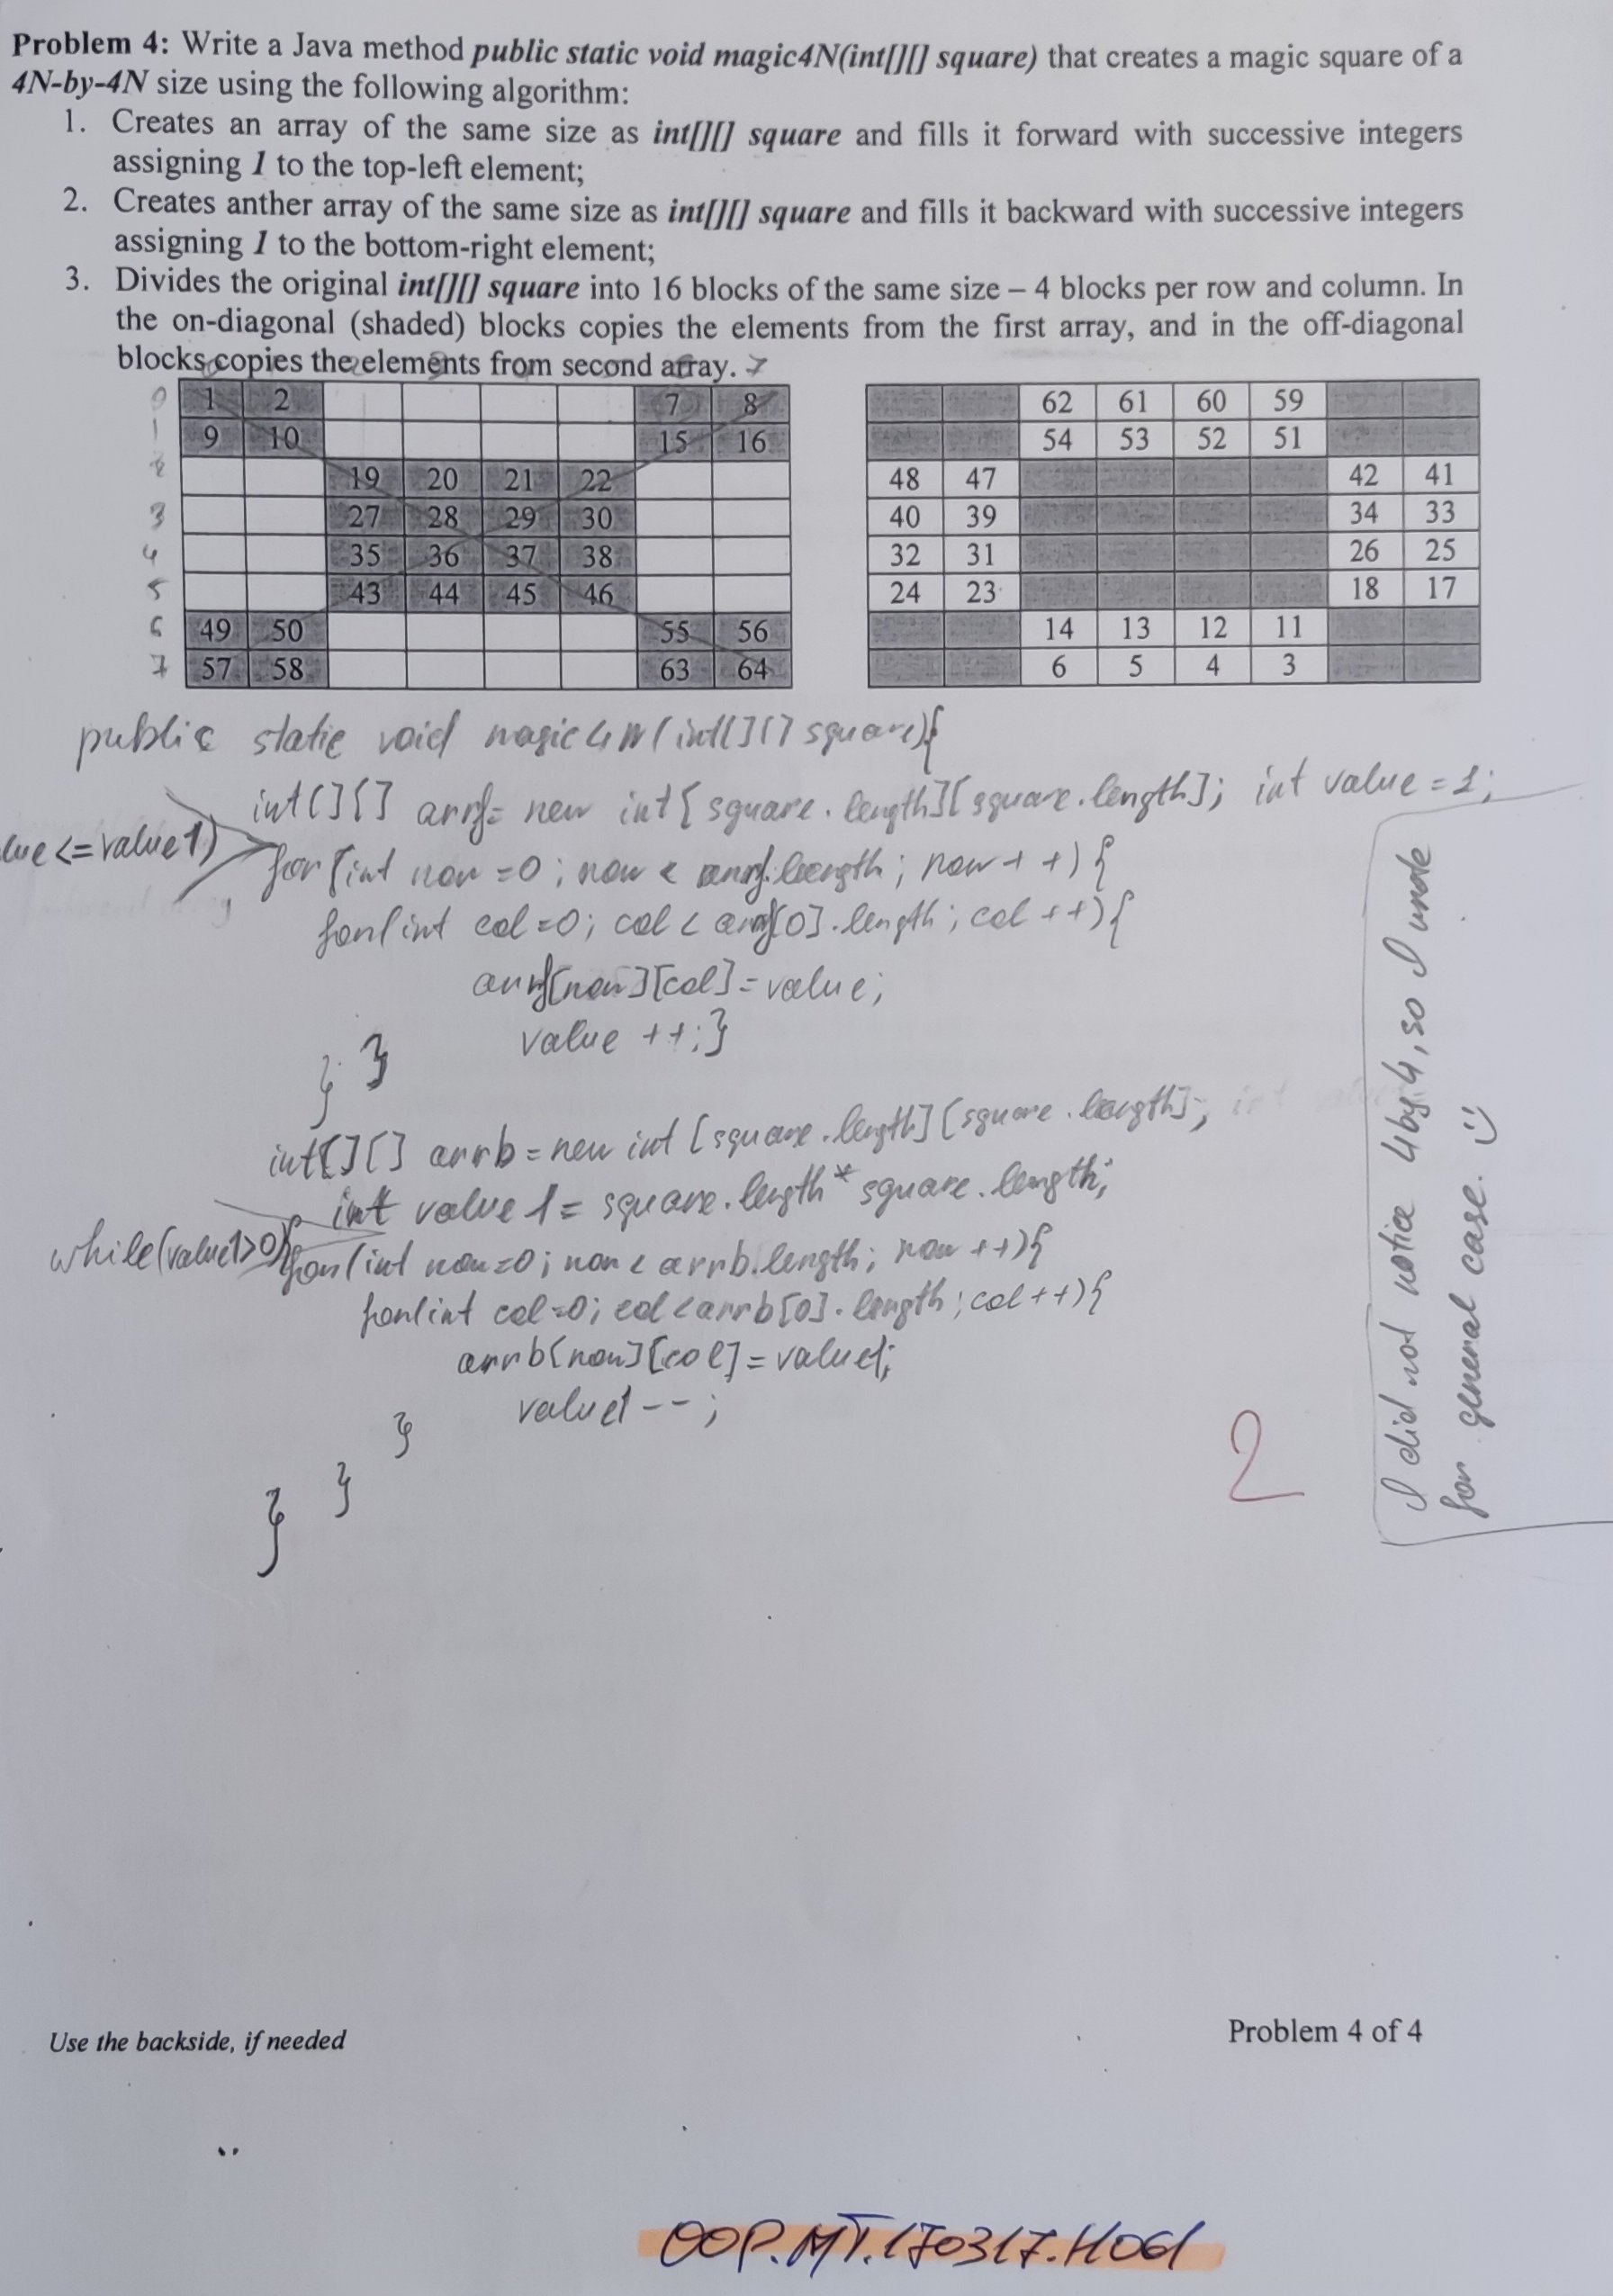 Problem 4: Write a Java method public static void magic4N(int[][] square) that creates a magic square of a
4N-by-4N size using the following algorithm:
1. Creates an array of the same size as int[][] square and fills it forward with successive integers
assigning 1 to the top-left element;
2. Creates anther array of the same size as int[][] square and fills it backward with successive integers
assigning 1 to the bottom-right element;
3. Divides the original int[][] square into 16 blocks of the same size – 4 blocks per row and column. In
the on-diagonal (shaded) blocks copies the elements from the first array, and in the off-diagonal
blocks copies the elements from second array. 7
0 1 2 7 8 62 61 60 59
1 9 10 15 16 54 53 52 51
2 19 20 21 22 48 47 42 41
3 27 28 29 30 40 39 34 33
4 35 36 37 38 32 31 26 25
5 43 44 45 46 24 23 18 17
6 49 50 55 56 14 13 12 11
7 57 58 63 64 6 5 4 3
public static void magic4N(int[][] square){
int[][] arrf= new int[square.length][square.length]; int value = 1;
lue<=value1)
for(int row =0; row < arrf.length; row++){
for(int col=0; col < arrf[0].length; col++){
arrf[row][col]=value;
value ++;}
} }
int[][] arrb = new int [square.length][square.length];
int value1 = square.length*square.length;
while(value1>0){ for(int row=0; row < arrb.length; row ++){
for(int col=0; col<arrb[0].length; col++){
arrb[row][col]=value1;
value1--;
}
}
}
I did not notice 4by4, so I wrote
for general case. :)
2
Use the backside, if needed
Problem 4 of 4
OOP.MT.170317.H061